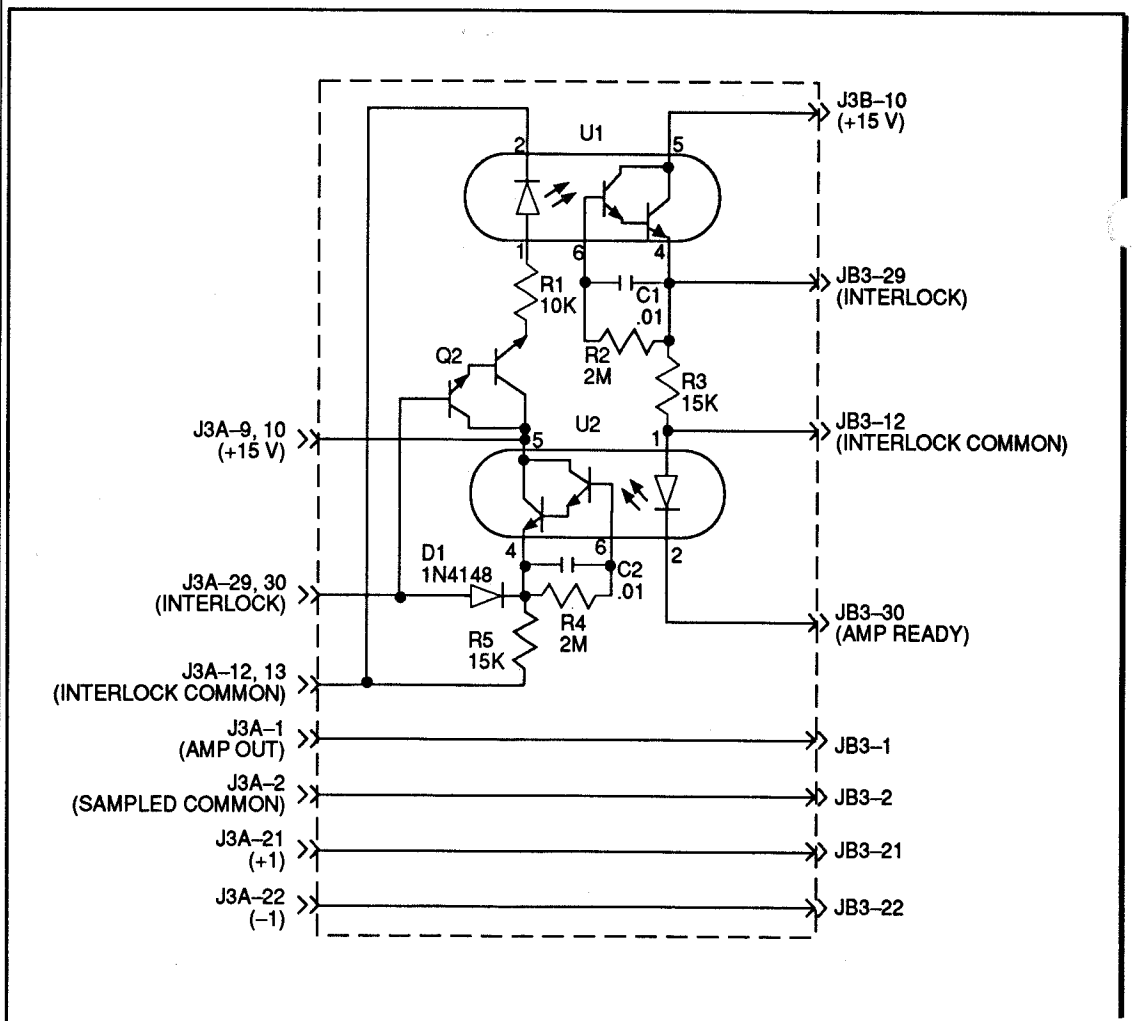 J3B–10
(+15 V)
U1
2
5
1
6
4
R1
10K
C1
.01
JB3–29
(INTERLOCK)
R2
2M
Q2
R3
15K
J3A–9, 10
(+15 V)
U2
5
1
JB3–12
(INTERLOCK COMMON)
4
6
2
D1
1N4148
C2
.01
J3A–29, 30
(INTERLOCK)
R4
2M
JB3–30
(AMP READY)
R5
15K
J3A–12, 13
(INTERLOCK COMMON)
J3A–1
(AMP OUT)
JB3–1
J3A–2
(SAMPLED COMMON)
JB3–2
J3A–21
(+1)
JB3–21
J3A–22
(–1)
JB3–22